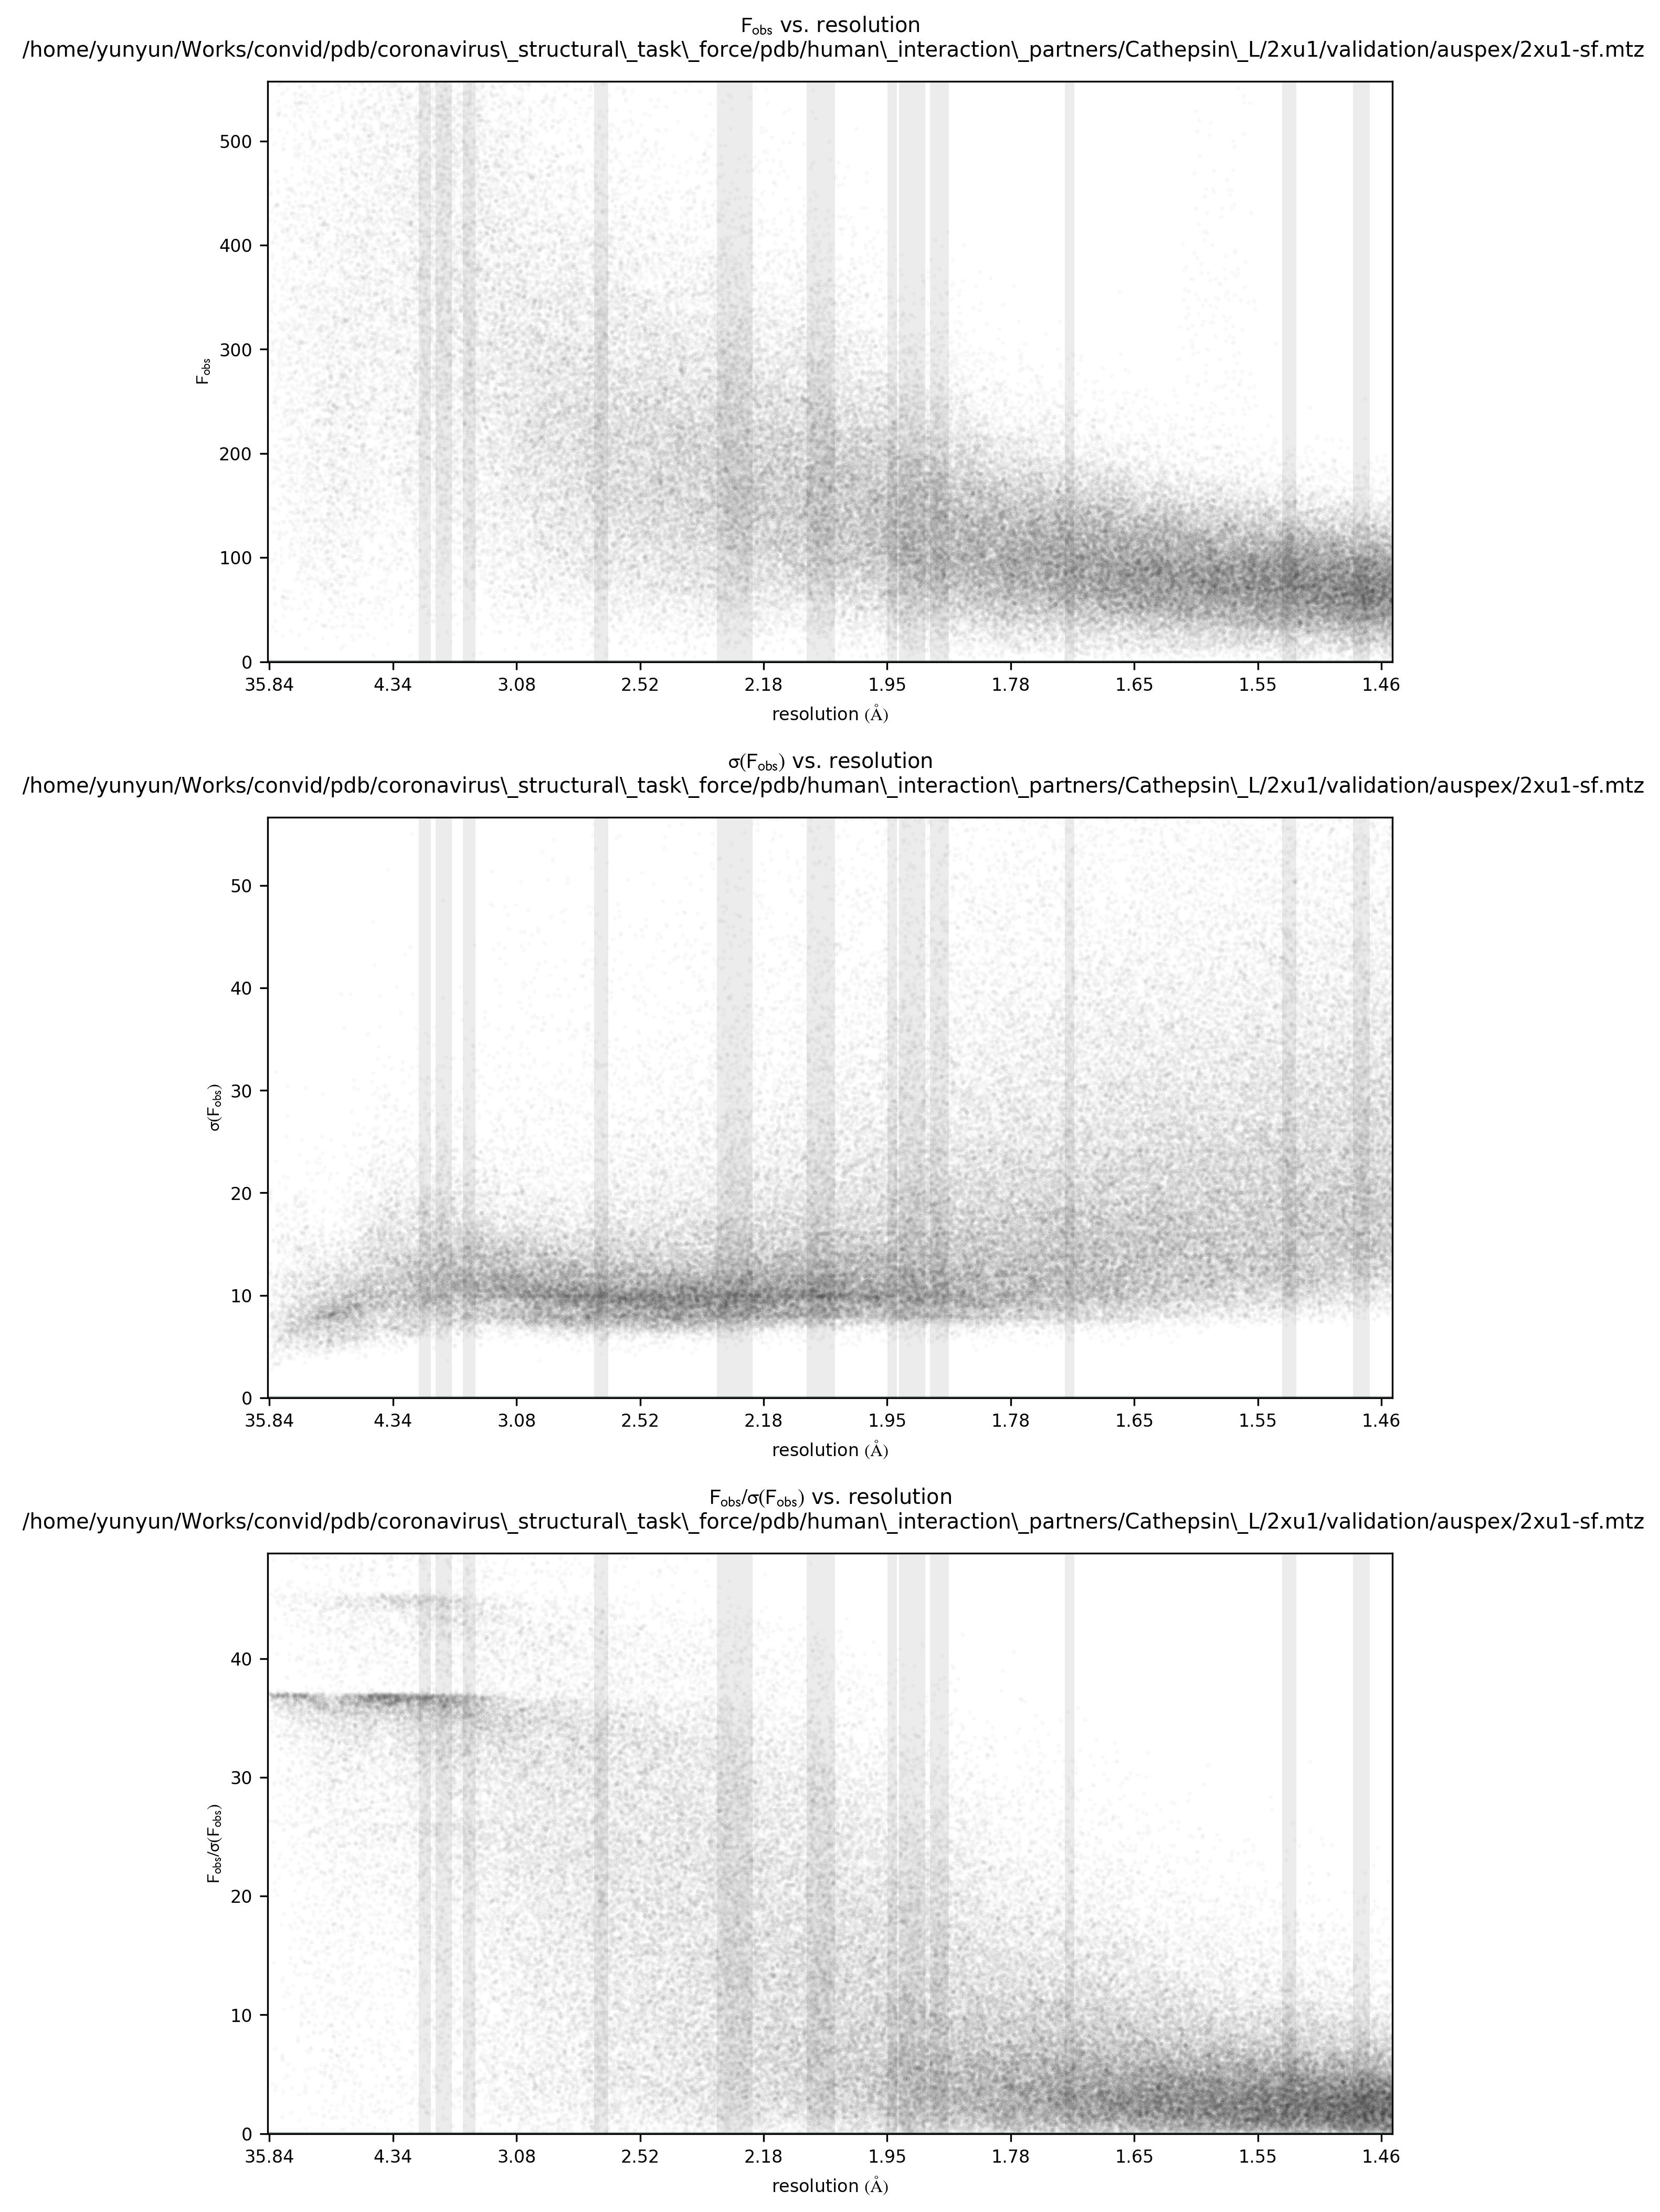 Fobs vs. resolution
/home/yunyun/Works/convid/pdb/coronavirus\_structural\_task\_force/pdb/human\_interaction\_partners/Cathepsin\_L/2xu1/validation/auspex/2xu1-sf.mtz
500
400
300
200
100
0
Fobs
35.84 4.34 3.08 2.52 2.18 1.95 1.78 1.65 1.55 1.46
resolution (Å)
σ(Fobs) vs. resolution
/home/yunyun/Works/convid/pdb/coronavirus\_structural\_task\_force/pdb/human\_interaction\_partners/Cathepsin\_L/2xu1/validation/auspex/2xu1-sf.mtz
50
40
30
20
10
0
σ(Fobs)
35.84 4.34 3.08 2.52 2.18 1.95 1.78 1.65 1.55 1.46
resolution (Å)
Fobs/σ(Fobs) vs. resolution
/home/yunyun/Works/convid/pdb/coronavirus\_structural\_task\_force/pdb/human\_interaction\_partners/Cathepsin\_L/2xu1/validation/auspex/2xu1-sf.mtz
40
30
20
10
0
Fobs/σ(Fobs)
35.84 4.34 3.08 2.52 2.18 1.95 1.78 1.65 1.55 1.46
resolution (Å)